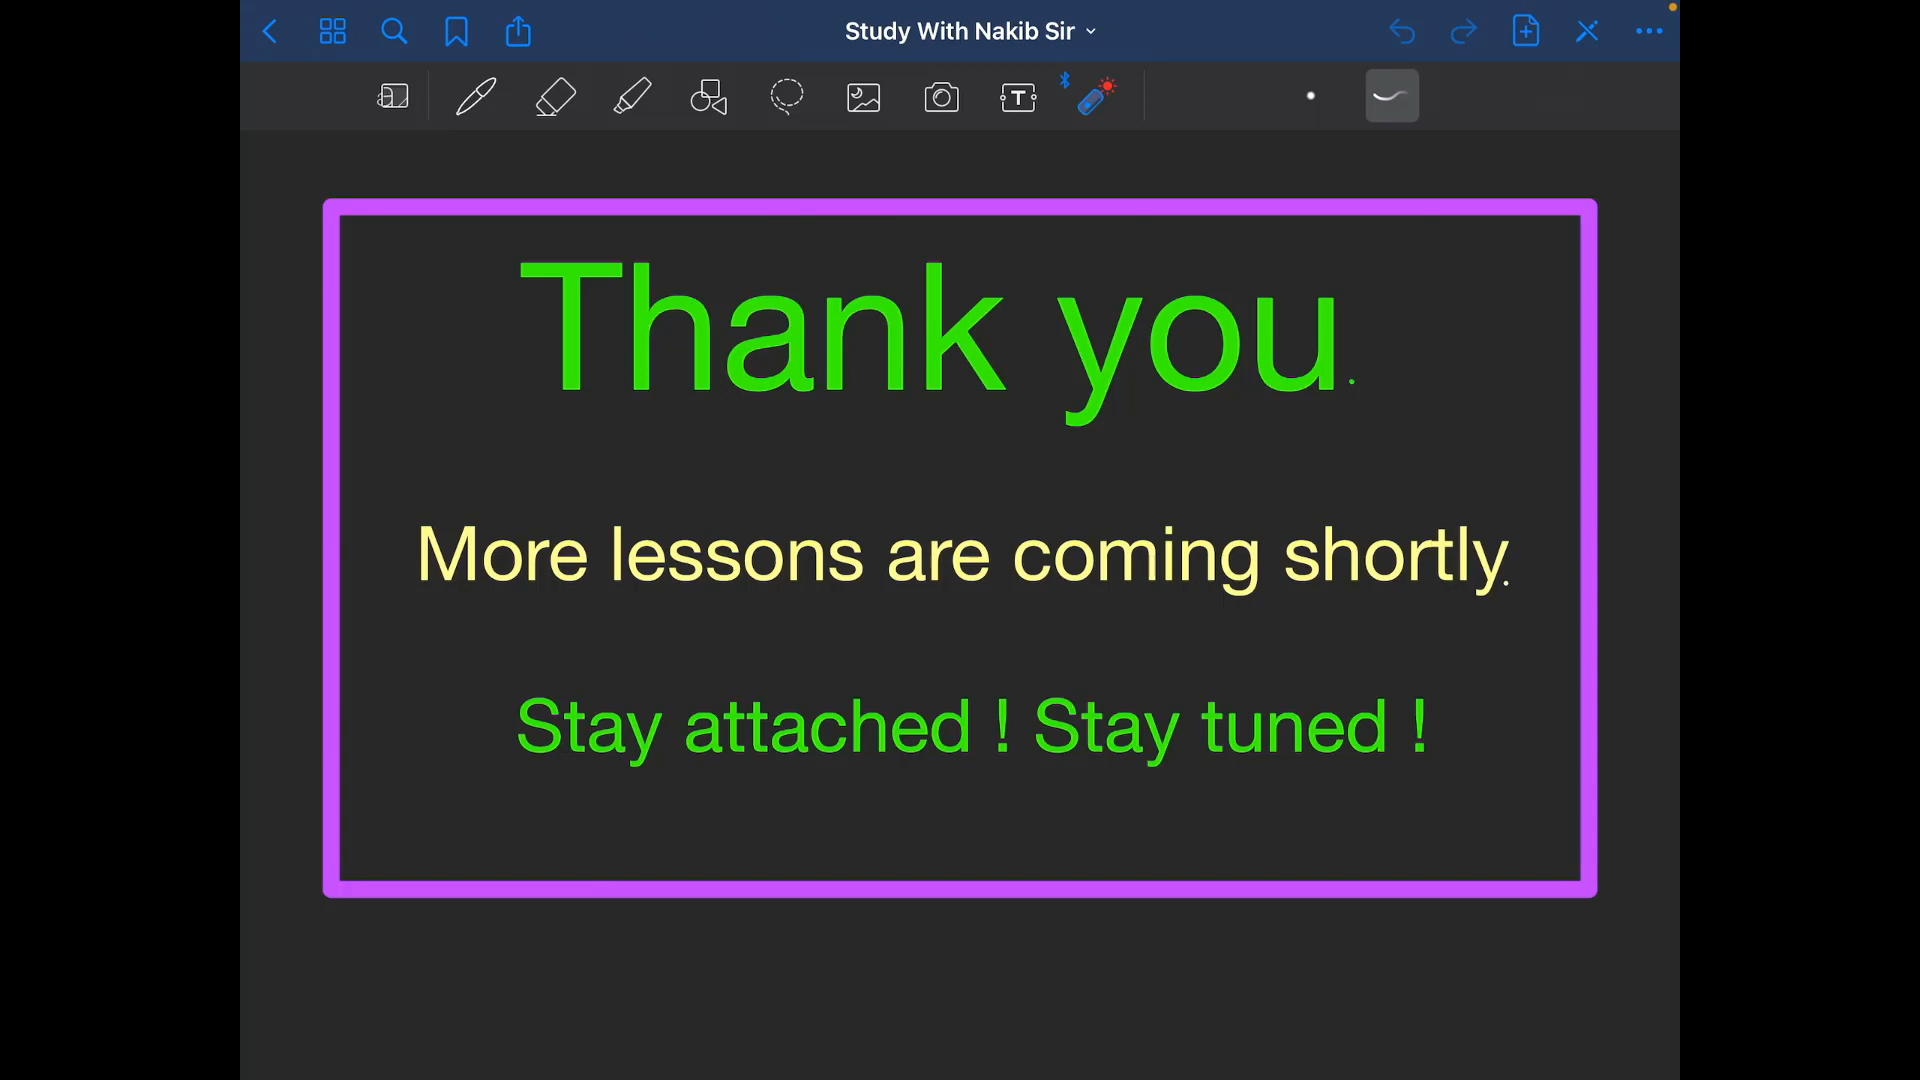 Study With Nakib Sir
Thank you.
More lessons are coming shortly.
Stay attached ! Stay tuned !